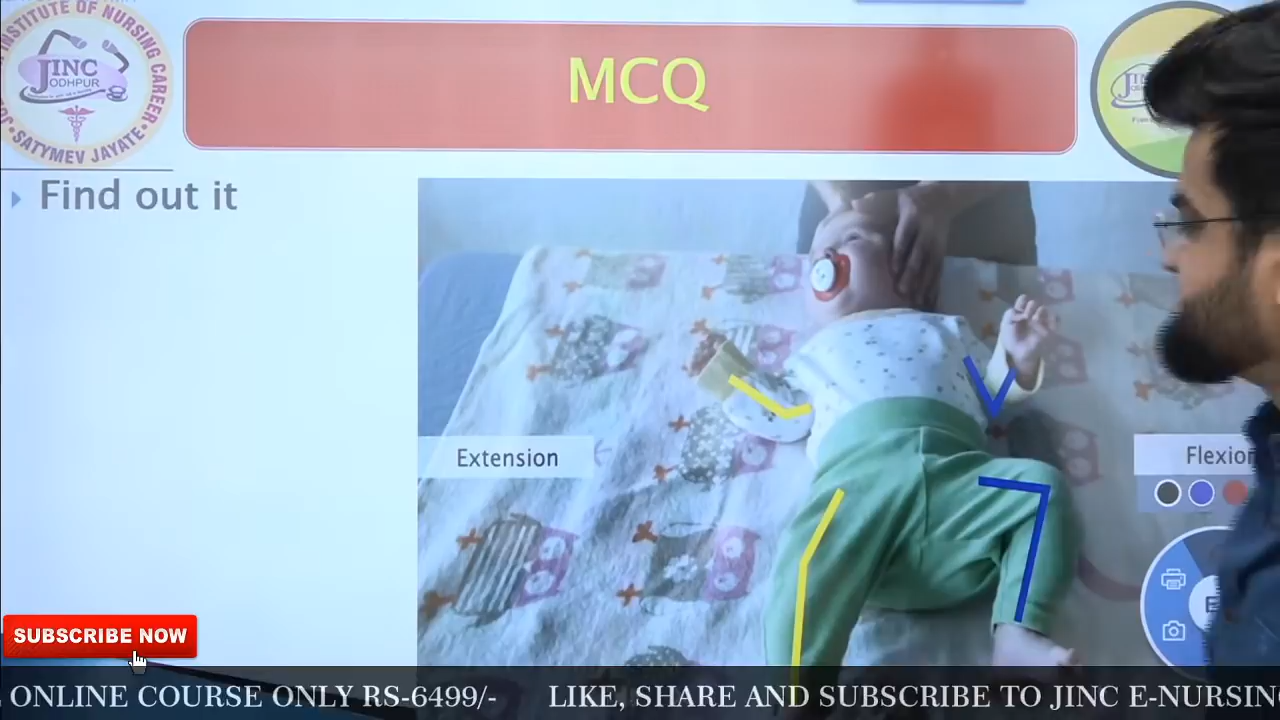 INSTITUTE OF NURSING CAREER
JINC
JODHPUR
SATYMEV JAYATE
MCQ
Find out it
Extension
Flexion
SUBSCRIBE NOW
ONLINE COURSE ONLY RS-6499/- LIKE, SHARE AND SUBSCRIBE TO JINC E-NURSING